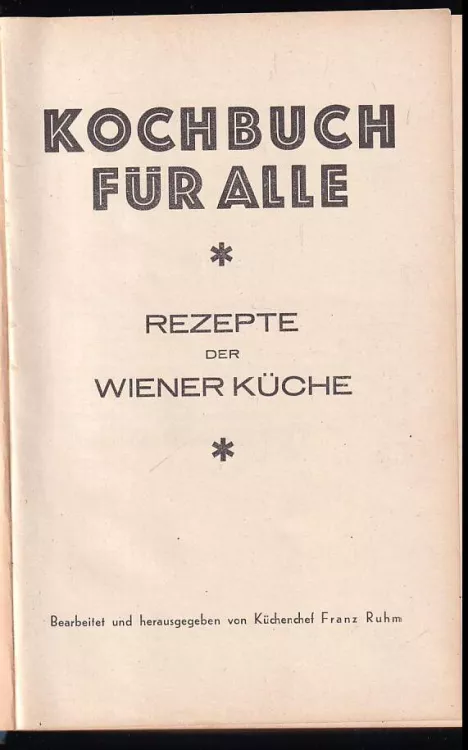 KOCHBUCH
FÜR ALLE
*
REZEPTE
DER
WIENER KÜCHE
*
Bearbeitet und herausgegeben von Küchenchef Franz Ruhm